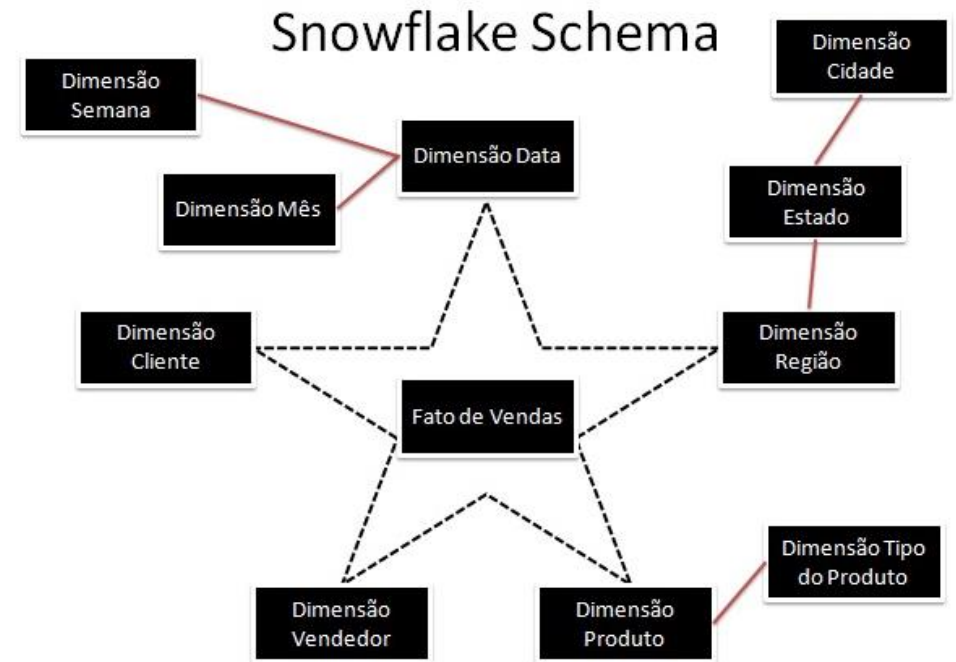 Snowflake Schema
Dimensão
Cidade
Dimensão
Semana
Dimensão Data
Dimensão Mês
Dimensão
Estado
Dimensão
Cliente
Dimensão
Região
Fato de Vendas
Dimensão Tipo
do Produto
Dimensão
Vendedor
Dimensão
Produto